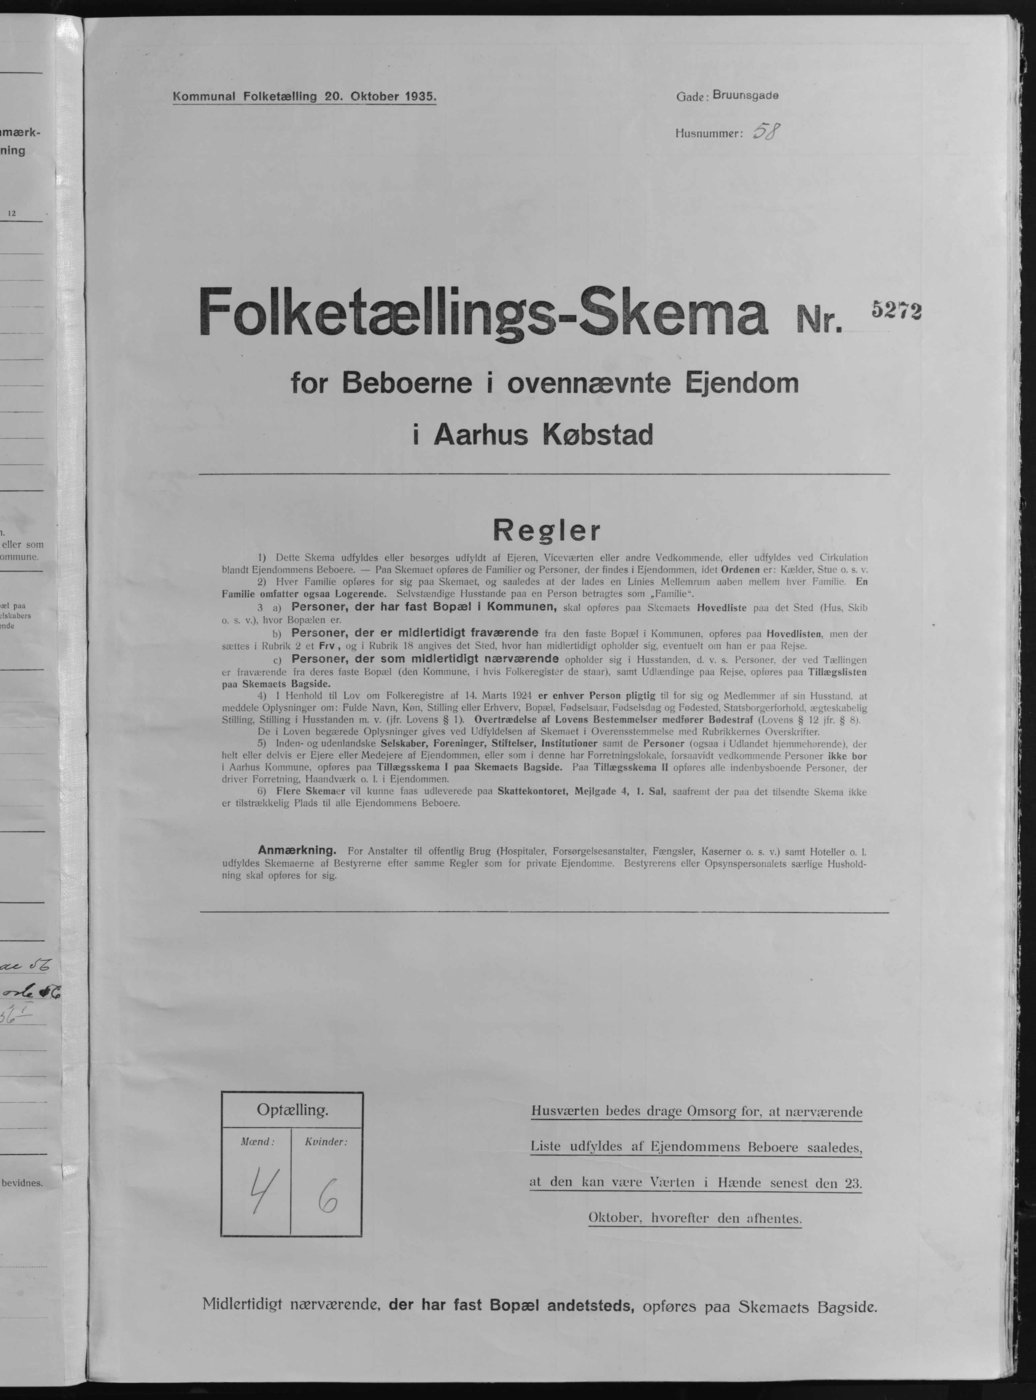 Kommunal Folketælling 20. Oktober 1935.
Gade: Bruunsgade
Husnummer: 58
Folketællings-Skema Nr. 5272
for Beboerne i ovennævnte Ejendom
i Aarhus Købstad
Regler
1) Dette Skema udfyldes eller besørges udfyldt af Ejeren, Viceværten eller andre Vedkommende, eller udfyldes ved Cirkulation
blandt Ejendommens Beboere. — Paa Skemaet opføres de Familier og Personer, der findes i Ejendommen, idet Ordenen er: Kælder, Stue o. s. v.
2) Hver Familie opføres for sig paa Skemaet, og saaledes at der lades en Linies Mellemrum aaben mellem hver Familie. En
Familie omfatter ogsaa Logerende. Selvstændige Husstande paa en Person betragtes som „Familie“.
3 a) Personer, der har fast Bopæl i Kommunen, skal opføres paa Skemaets Hovedliste paa det Sted (Hus, Skib
o. s. v.), hvor Bopælen er.
b) Personer, der er midlertidigt fraværende fra den faste Bopæl i Kommunen, opføres paa Hovedlisten, men der
sættes i Rubrik 2 et Frv, og i Rubrik 18 angives det Sted, hvor han midlertidigt opholder sig, eventuelt om han er paa Rejse.
c) Personer, der som midlertidigt nærværende opholder sig i Husstanden, d. v. s. Personer, der ved Tællingen
er fraværende fra deres faste Bopæl (den Kommune, i hvis Folkeregister de staar), samt Udlændinge paa Rejse, opføres paa Tillægslisten
paa Skemaets Bagside.
4) I Henhold til Lov om Folkeregistre af 14. Marts 1924 er enhver Person pligtig til for sig og Medlemmer af sin Husstand, at
meddele Oplysninger om: Fulde Navn, Køn, Stilling eller Erhverv, Bopæl, Fødselsaar, Fødselsdag og Fødested, Statsborgerforhold, ægteskabelig
Stilling, Stilling i Husstanden m. v. (jfr. Lovens § 1). Overtrædelse af Lovens Bestemmelser medfører Bødestraf (Lovens § 12 jfr. § 8).
De i Loven begærede Oplysninger gives ved Udfyldelsen af Skemaet i Overensstemmelse med Rubrikkernes Overskrifter.
5) Inden- og udenlandske Selskaber, Foreninger, Stiftelser, Institutioner samt de Personer (ogsaa i Udlandet hjemmehørende), der
helt eller delvis er Ejere eller Medejere af Ejendommen, eller som i denne har Forretningslokale, forsaavidt vedkommende Personer ikke bor
i Aarhus Kommune, opføres paa Tillægsskema I paa Skemaets Bagside. Paa Tillægsskema II opføres alle indenbysboende Personer, der
driver Forretning, Haandværk o. l. i Ejendommen.
6) Flere Skemaer vil kunne faas udleverede paa Skattekontoret, Mejlgade 4, 1. Sal, saafremt der paa det tilsendte Skema ikke
er tilstrækkelig Plads til alle Ejendommens Beboere.
Anmærkning. For Anstalter til offentlig Brug (Hospitaler, Forsørgelsesanstalter, Fængsler, Kaserner o. s. v.) samt Hoteller o. l.
udfyldes Skemaerne af Bestyrerne efter samme Regler som for private Ejendomme. Bestyrerens eller Opsynspersonalets særlige Hushold-
ning skal opføres for sig.
Optælling.
Mænd: Kvinder:
4 6
Husværten bedes drage Omsorg for, at nærværende
Liste udfyldes af Ejendommens Beboere saaledes,
at den kan være Værten i Hænde senest den 23.
Oktober, hvorefter den afhentes.
Midlertidigt nærværende, der har fast Bopæl andetsteds, opføres paa Skemaets Bagside.